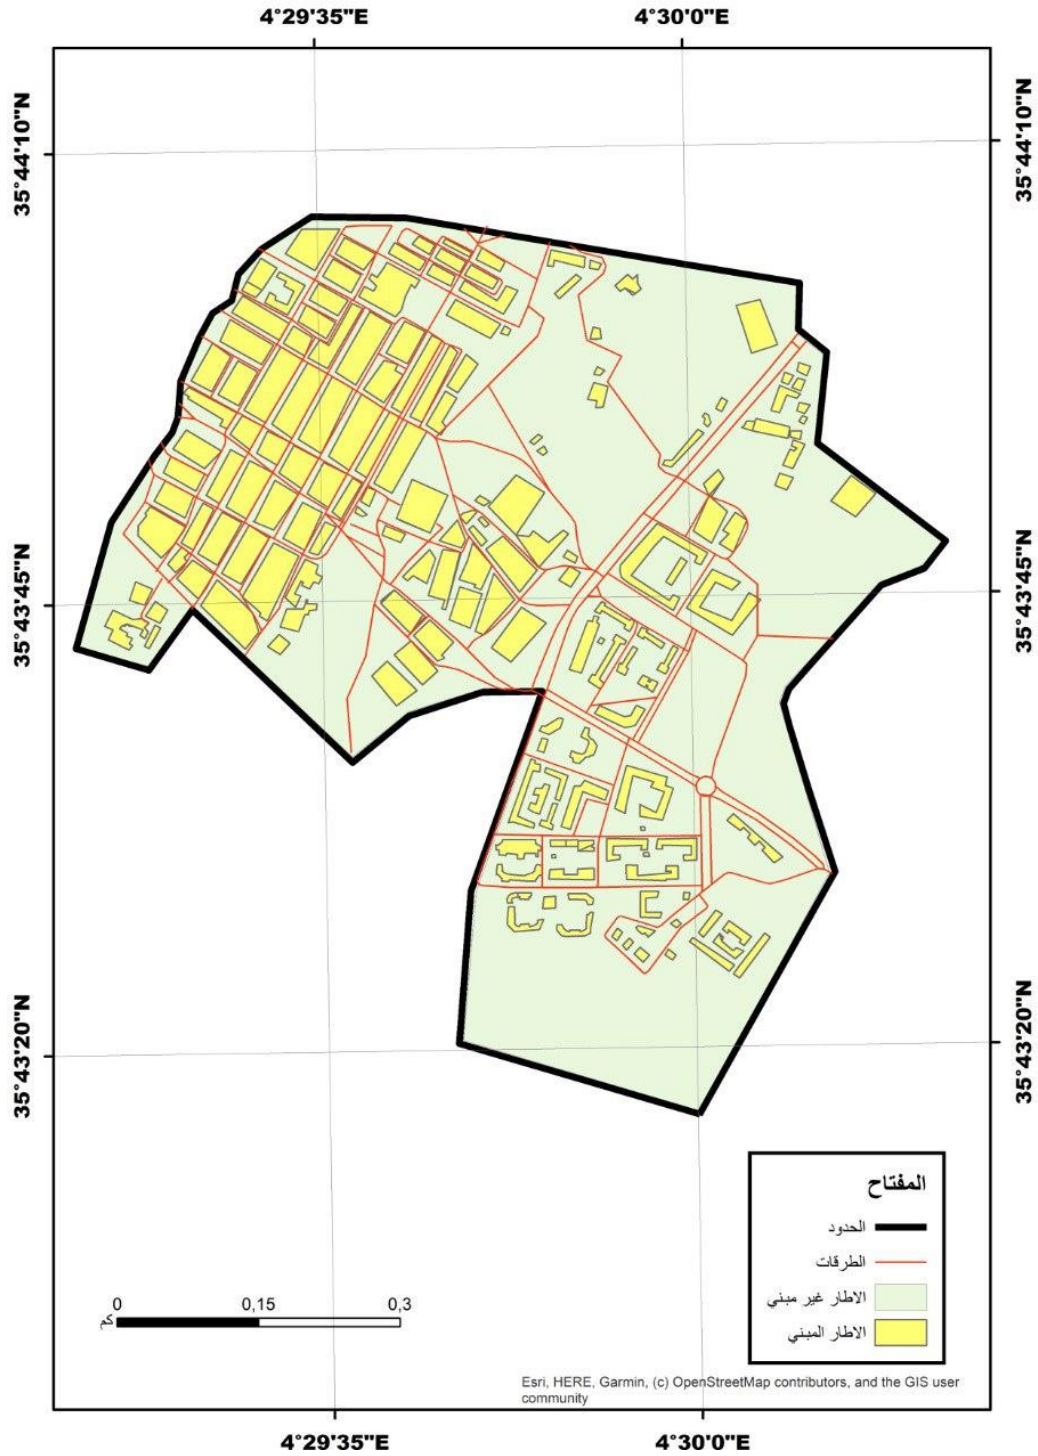 4°29'35"E 4°30'0"E
35°44'10"N 35°44'10"N
35°43'45"N 35°43'45"N
35°43'20"N 35°43'20"N
المفتاح
الحدود
الطرقات
الاطار غير مبني
الاطار المبني
0 0,15 0,3
كم
Esri, HERE, Garmin, (c) OpenStreetMap contributors, and the GIS user
community
4°29'35"E 4°30'0"E